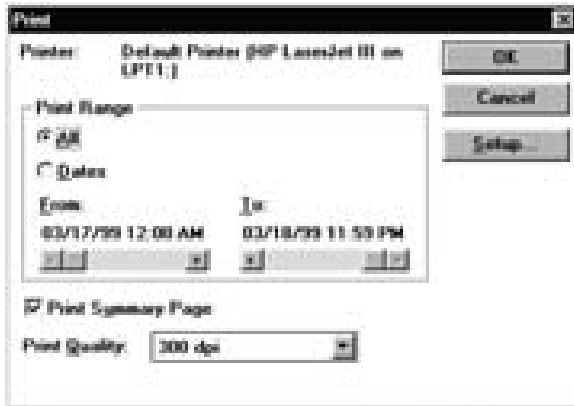 Print
Printer: Default Printer (HP LaserJet III on LPT1:)
OK
Cancel
Setup...
Print Range
All
Dates
From: To:
03/17/99 12:00 AM 03/18/99 11:59 PM
Print Summary Page
Print Quality: 300 dpi